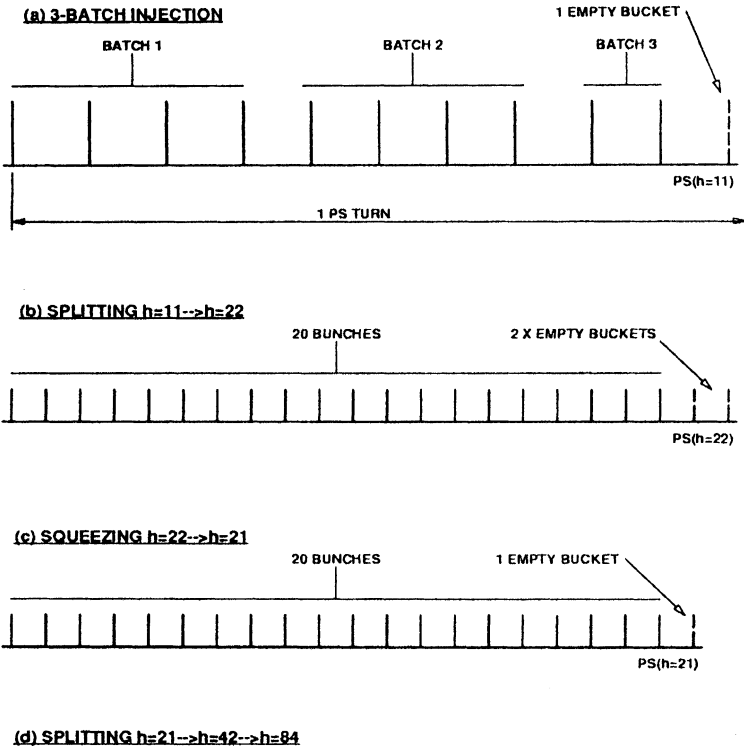 (a) 3-BATCH INJECTION
1 EMPTY BUCKET
BATCH 1
BATCH 2
BATCH 3
PS(h=11)
1 PS TURN
(b) SPLITTING h=11-->h=22
20 BUNCHES
2 X EMPTY BUCKETS
PS(h=22)
(c) SQUEEZING h=22-->h=21
20 BUNCHES
1 EMPTY BUCKET
PS(h=21)
(d) SPLITTING h=21-->h=42-->h=84